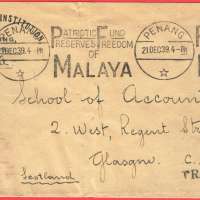 INSTITUTION
PENANG
21 DEC 39. 4 - PM
PATRIOTIC FUND
PRESERVES FREEDOM
OF
MALAYA
PENANG
21 DEC 39. 4 - PM
School of Account
2. West, Regent Str
Glasgow. C.
Scotland